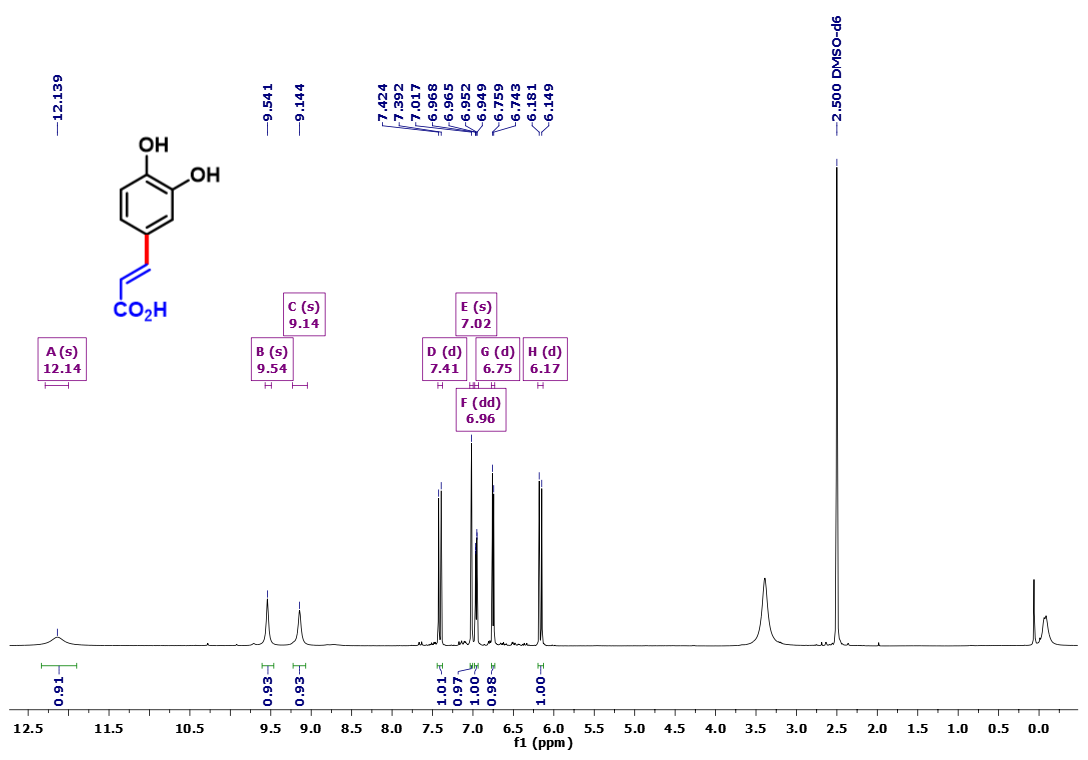 12.139
9.541
9.144
7.424
7.392
7.017
6.968
6.965
6.952
6.949
6.759
6.743
6.181
6.149
2.500 DMSO-d6
OH
OH
CO2H
C (s)
9.14
E (s)
7.02
A (s)
12.14
B (s)
9.54
D (d)
7.41
G (d)
6.75
H (d)
6.17
F (dd)
6.96
0.91
0.93
0.93
1.01
0.97
1.00
0.98
1.00
12.5 11.5 10.5 9.5 9.0 8.5 8.0 7.5 7.0 6.5 6.0 5.5 5.0 4.5 4.0 3.5 3.0 2.5 2.0 1.5 1.0 0.5 0.0
f1 (ppm)